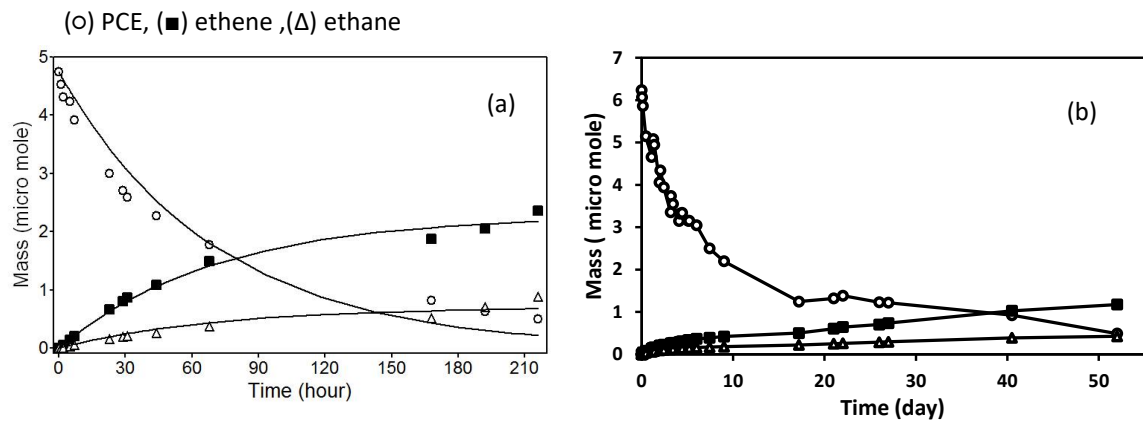 (○) PCE, (■) ethene ,(Δ) ethane
5
4
3
2
1
0
Mass (micro mole)
(a)
0 30 60 90 120 150 180 210
Time (hour)
7
6
5
4
3
2
1
0
Mass ( micro mole)
(b)
0 10 20 30 40 50
Time (day)